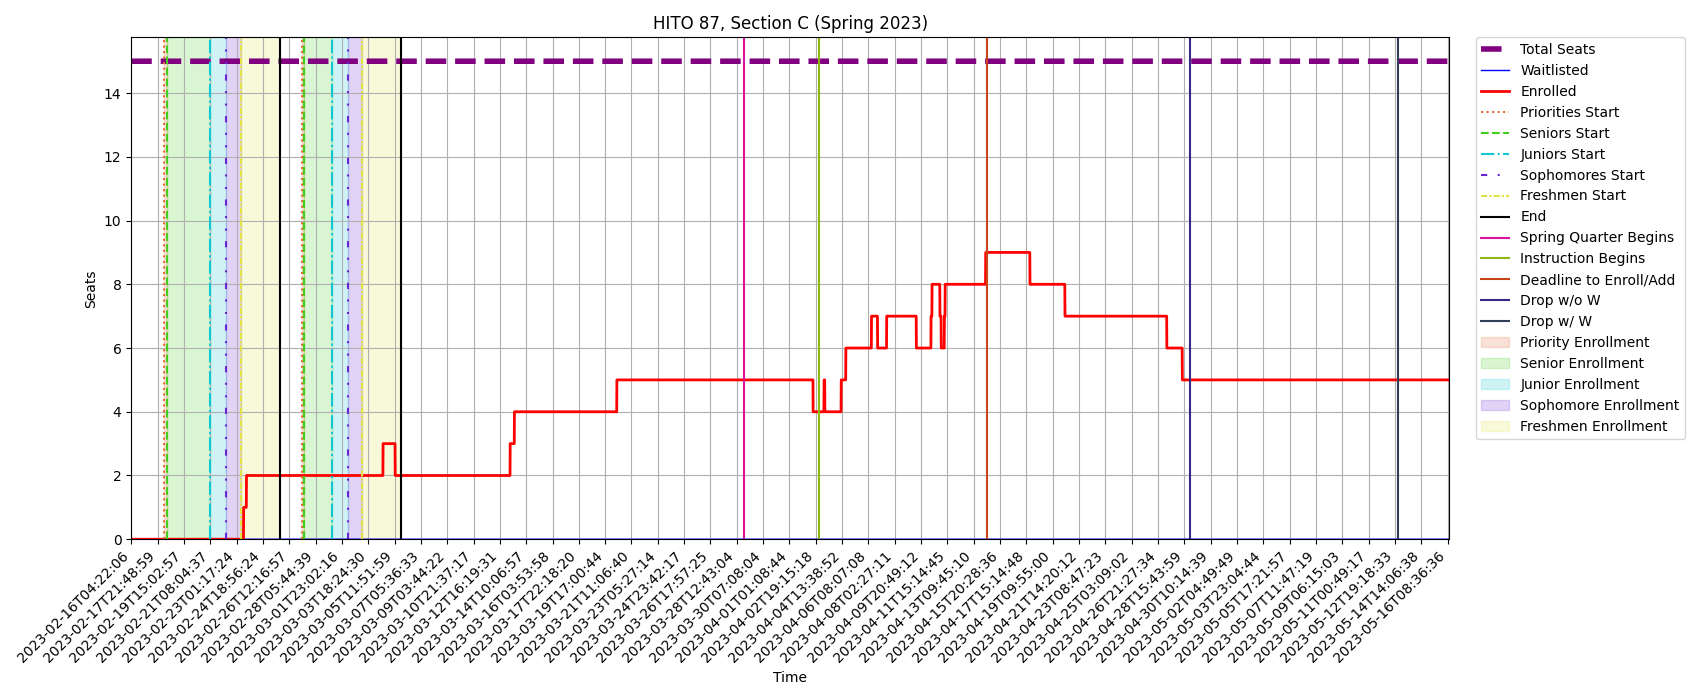 HITO 87, Section C (Spring 2023)
Seats
14
12
10
8
6
4
2
0
2023-02-16T04:22:06
2023-02-17T21:48:59
2023-02-19T15:02:57
2023-02-21T08:04:37
2023-02-23T01:17:24
2023-02-24T18:56:24
2023-02-26T12:16:57
2023-02-28T05:44:39
2023-03-01T23:02:16
2023-03-03T18:24:30
2023-03-05T11:51:59
2023-03-07T05:36:33
2023-03-09T03:44:22
2023-03-10T21:37:17
2023-03-12T16:19:31
2023-03-14T10:06:57
2023-03-16T03:53:58
2023-03-17T22:18:20
2023-03-19T17:00:44
2023-03-21T11:06:40
2023-03-23T05:27:14
2023-03-24T23:42:17
2023-03-26T17:57:25
2023-03-28T12:43:04
2023-03-30T07:08:04
2023-04-01T01:08:44
2023-04-02T19:15:18
2023-04-04T13:38:52
2023-04-06T08:07:08
2023-04-08T02:27:11
2023-04-09T20:49:12
2023-04-11T15:14:45
2023-04-13T09:45:10
2023-04-15T20:28:36
2023-04-17T15:14:48
2023-04-19T09:55:00
2023-04-21T14:20:12
2023-04-23T08:47:23
2023-04-25T03:09:02
2023-04-26T21:27:34
2023-04-28T15:43:59
2023-04-30T10:14:39
2023-05-02T04:49:49
2023-05-03T23:04:44
2023-05-05T17:21:57
2023-05-07T11:47:19
2023-05-09T06:15:03
2023-05-11T00:49:17
2023-05-12T19:18:33
2023-05-14T14:06:38
2023-05-16T08:36:36
Time
Total Seats
Waitlisted
Enrolled
Priorities Start
Seniors Start
Juniors Start
Sophomores Start
Freshmen Start
End
Spring Quarter Begins
Instruction Begins
Deadline to Enroll/Add
Drop w/o W
Drop w/ W
Priority Enrollment
Senior Enrollment
Junior Enrollment
Sophomore Enrollment
Freshmen Enrollment